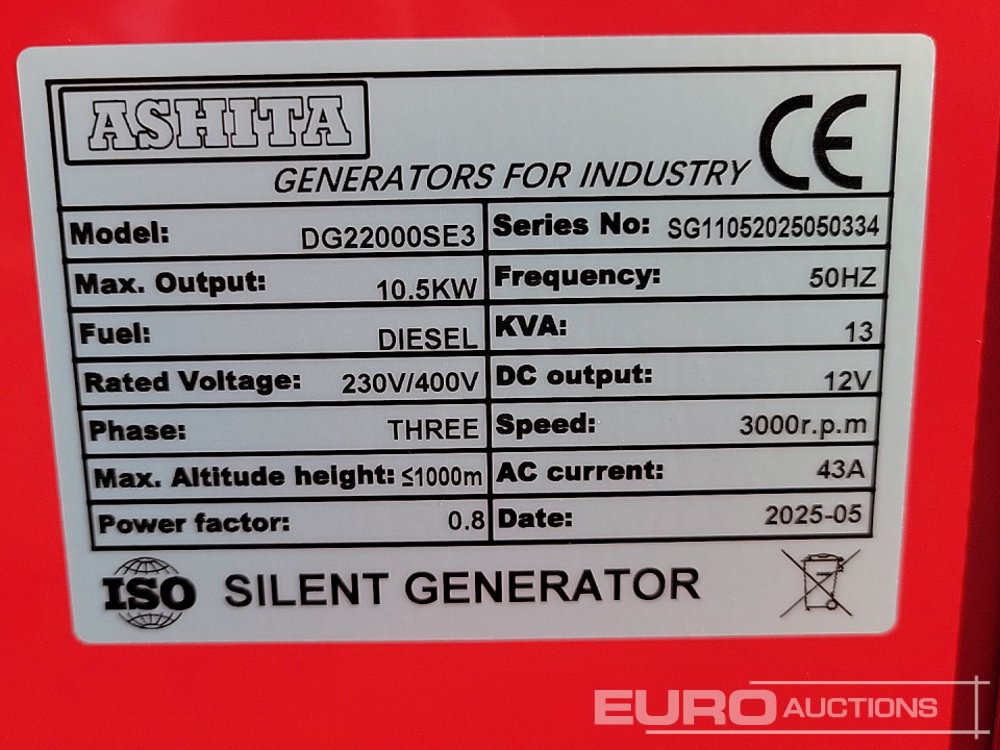 ASHITA
CE
GENERATORS FOR INDUSTRY
Model: DG22000SE3 Series No: SG11052025050334
Max. Output: 10.5KW Frequency: 50HZ
Fuel: DIESEL KVA: 13
Rated Voltage: 230V/400V DC output: 12V
Phase: THREE Speed: 3000r.p.m
Max. Altitude height: ≤1000m AC current: 43A
Power factor: 0.8 Date: 2025-05
ISO SILENT GENERATOR
EURO AUCTIONS